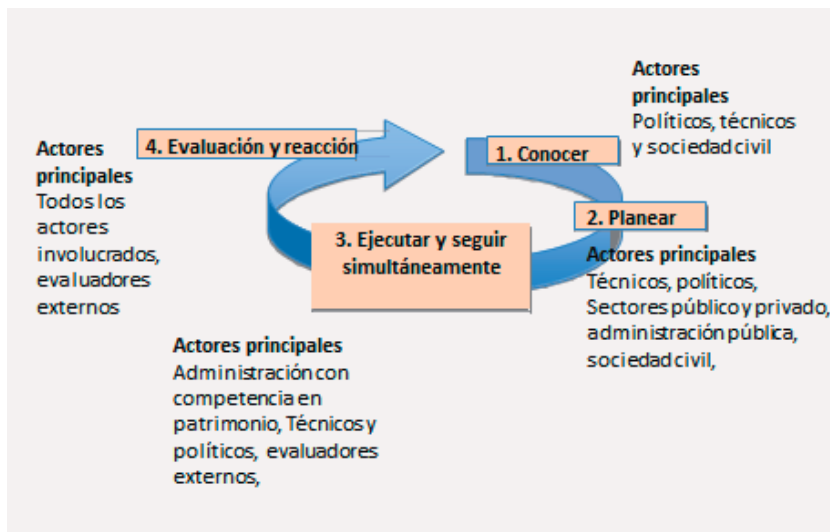 Actores
principales
Políticos, técnicos
y sociedad civil
1. Conocer
2. Planear
Actores principales
Técnicos, políticos,
Sectores público y privado,
administración pública,
sociedad civil,
3. Ejecutar y seguir
simultáneamente
Actores principales
Administración con
competencia en
patrimonio, Técnicos y
políticos, evaluadores
externos,
4. Evaluación y reacción
Actores
principales
Todos los
actores
involucrados,
evaluadores
externos